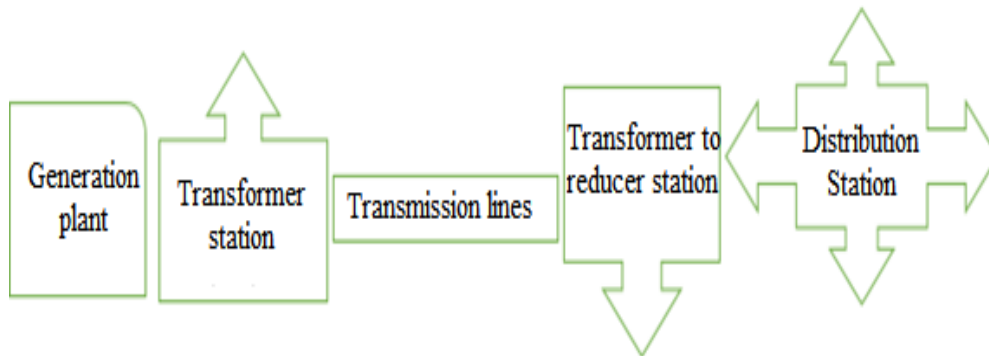 Generation
plant
Transformer
station
Transmission lines
Transformer to
reducer station
Distribution
Station